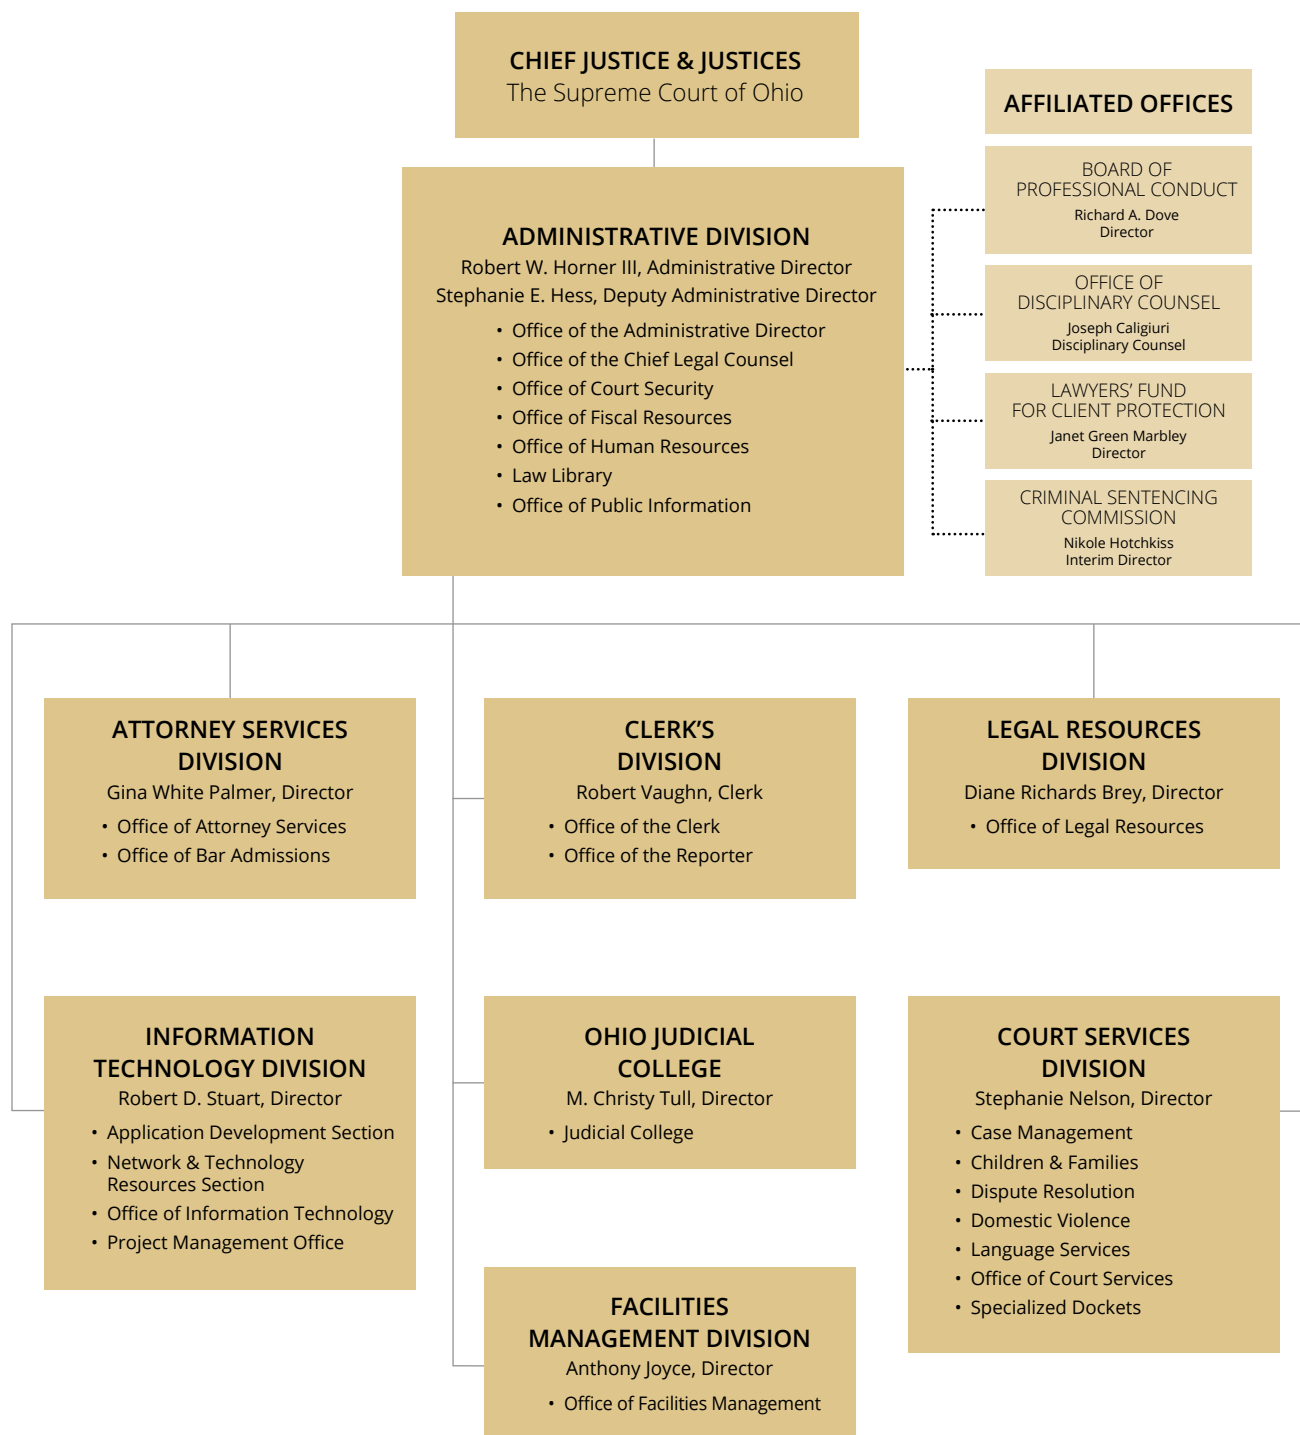 CHIEF JUSTICE & JUSTICES
The Supreme Court of Ohio
AFFILIATED OFFICES
BOARD OF
PROFESSIONAL CONDUCT
Richard A. Dove
Director
OFFICE OF
DISCIPLINARY COUNSEL
Joseph Caligiuri
Disciplinary Counsel
LAWYERS’ FUND
FOR CLIENT PROTECTION
Janet Green Marbley
Director
CRIMINAL SENTENCING
COMMISSION
Nikole Hotchkiss
Interim Director
ADMINISTRATIVE DIVISION
Robert W. Horner III, Administrative Director
Stephanie E. Hess, Deputy Administrative Director
• Office of the Administrative Director
• Office of the Chief Legal Counsel
• Office of Court Security
• Office of Fiscal Resources
• Office of Human Resources
• Law Library
• Office of Public Information
ATTORNEY SERVICES
DIVISION
Gina White Palmer, Director
• Office of Attorney Services
• Office of Bar Admissions
CLERK’S
DIVISION
Robert Vaughn, Clerk
• Office of the Clerk
• Office of the Reporter
LEGAL RESOURCES
DIVISION
Diane Richards Brey, Director
• Office of Legal Resources
INFORMATION
TECHNOLOGY DIVISION
Robert D. Stuart, Director
• Application Development Section
• Network & Technology
Resources Section
• Office of Information Technology
• Project Management Office
OHIO JUDICIAL
COLLEGE
M. Christy Tull, Director
• Judicial College
COURT SERVICES
DIVISION
Stephanie Nelson, Director
• Case Management
• Children & Families
• Dispute Resolution
• Domestic Violence
• Language Services
• Office of Court Services
• Specialized Dockets
FACILITIES
MANAGEMENT DIVISION
Anthony Joyce, Director
• Office of Facilities Management